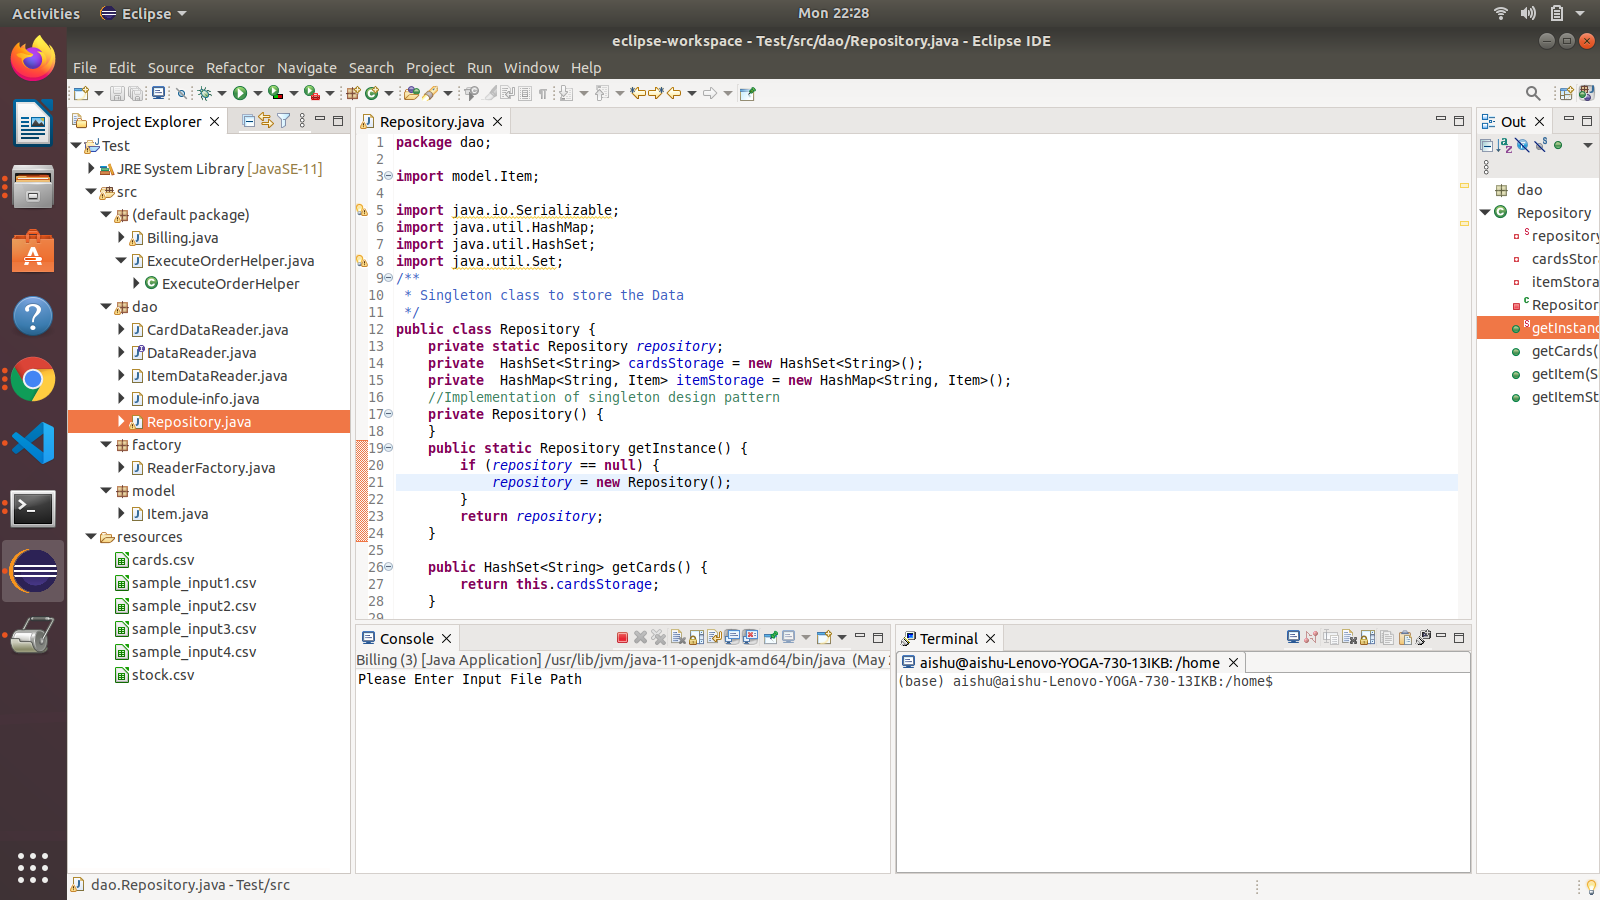 Activities Eclipse Mon 22:28
eclipse-workspace - Test/src/dao/Repository.java - Eclipse IDE
File Edit Source Refactor Navigate Search Project Run Window Help
Project Explorer
Test
JRE System Library [JavaSE-11]
src
(default package)
Billing.java
ExecuteOrderHelper.java
ExecuteOrderHelper
dao
CardDataReader.java
DataReader.java
ItemDataReader.java
module-info.java
Repository.java
factory
ReaderFactory.java
model
Item.java
resources
cards.csv
sample_input1.csv
sample_input2.csv
sample_input3.csv
sample_input4.csv
stock.csv
Repository.java
1 package dao;
2
3 import model.Item;
4
5 import java.io.Serializable;
6 import java.util.HashMap;
7 import java.util.HashSet;
8 import java.util.Set;
9 /**
10 * Singleton class to store the Data
11 */
12 public class Repository {
13 private static Repository repository;
14 private HashSet<String> cardsStorage = new HashSet<String>();
15 private HashMap<String, Item> itemStorage = new HashMap<String, Item>();
16 //Implementation of singleton design pattern
17 private Repository() {
18 }
19 public static Repository getInstance() {
20 if (repository == null) {
21 repository = new Repository();
22 }
23 return repository;
24 }
25
26 public HashSet<String> getCards() {
27 return this.cardsStorage;
28 }
29
Out
dao
Repository
repository
cardsStor
itemStora
Repositor
getInstanc
getCards(
getItem(S
getItemSt
Console
Billing (3) [Java Application] /usr/lib/jvm/java-11-openjdk-amd64/bin/java (May
Please Enter Input File Path
Terminal
aishu@aishu-Lenovo-YOGA-730-13IKB: /home
(base) aishu@aishu-Lenovo-YOGA-730-13IKB:/home$
dao.Repository.java - Test/src